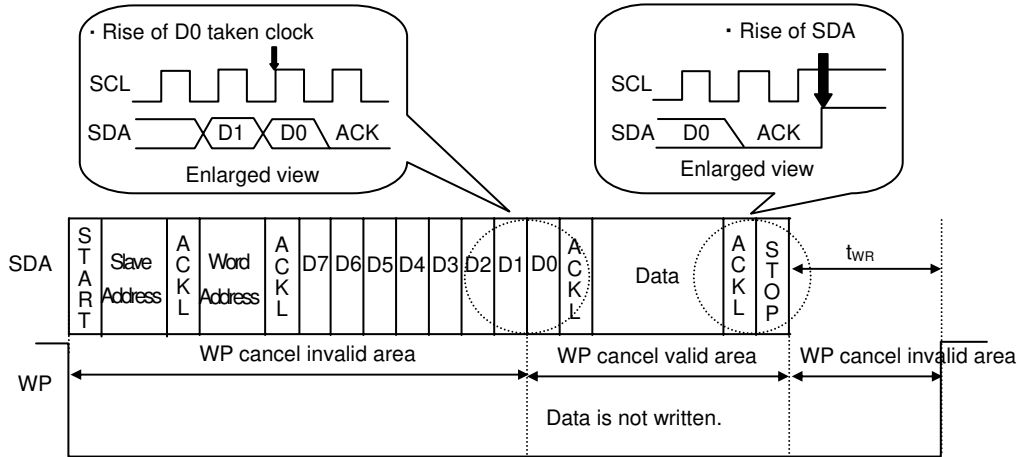 ・Rise of D0 taken clock
SCL
SDA
D1
D0
ACK
Enlarged view
・Rise of SDA
SCL
SDA
D0
ACK
Enlarged view
SDA
START
Slave Address
ACKL
Word Address
ACKL
D7
D6
D5
D4
D3
D2
D1
D0
ACKL
Data
ACKL
STOP
tWR
WP
WP cancel invalid area
WP cancel valid area
WP cancel invalid area
Data is not written.